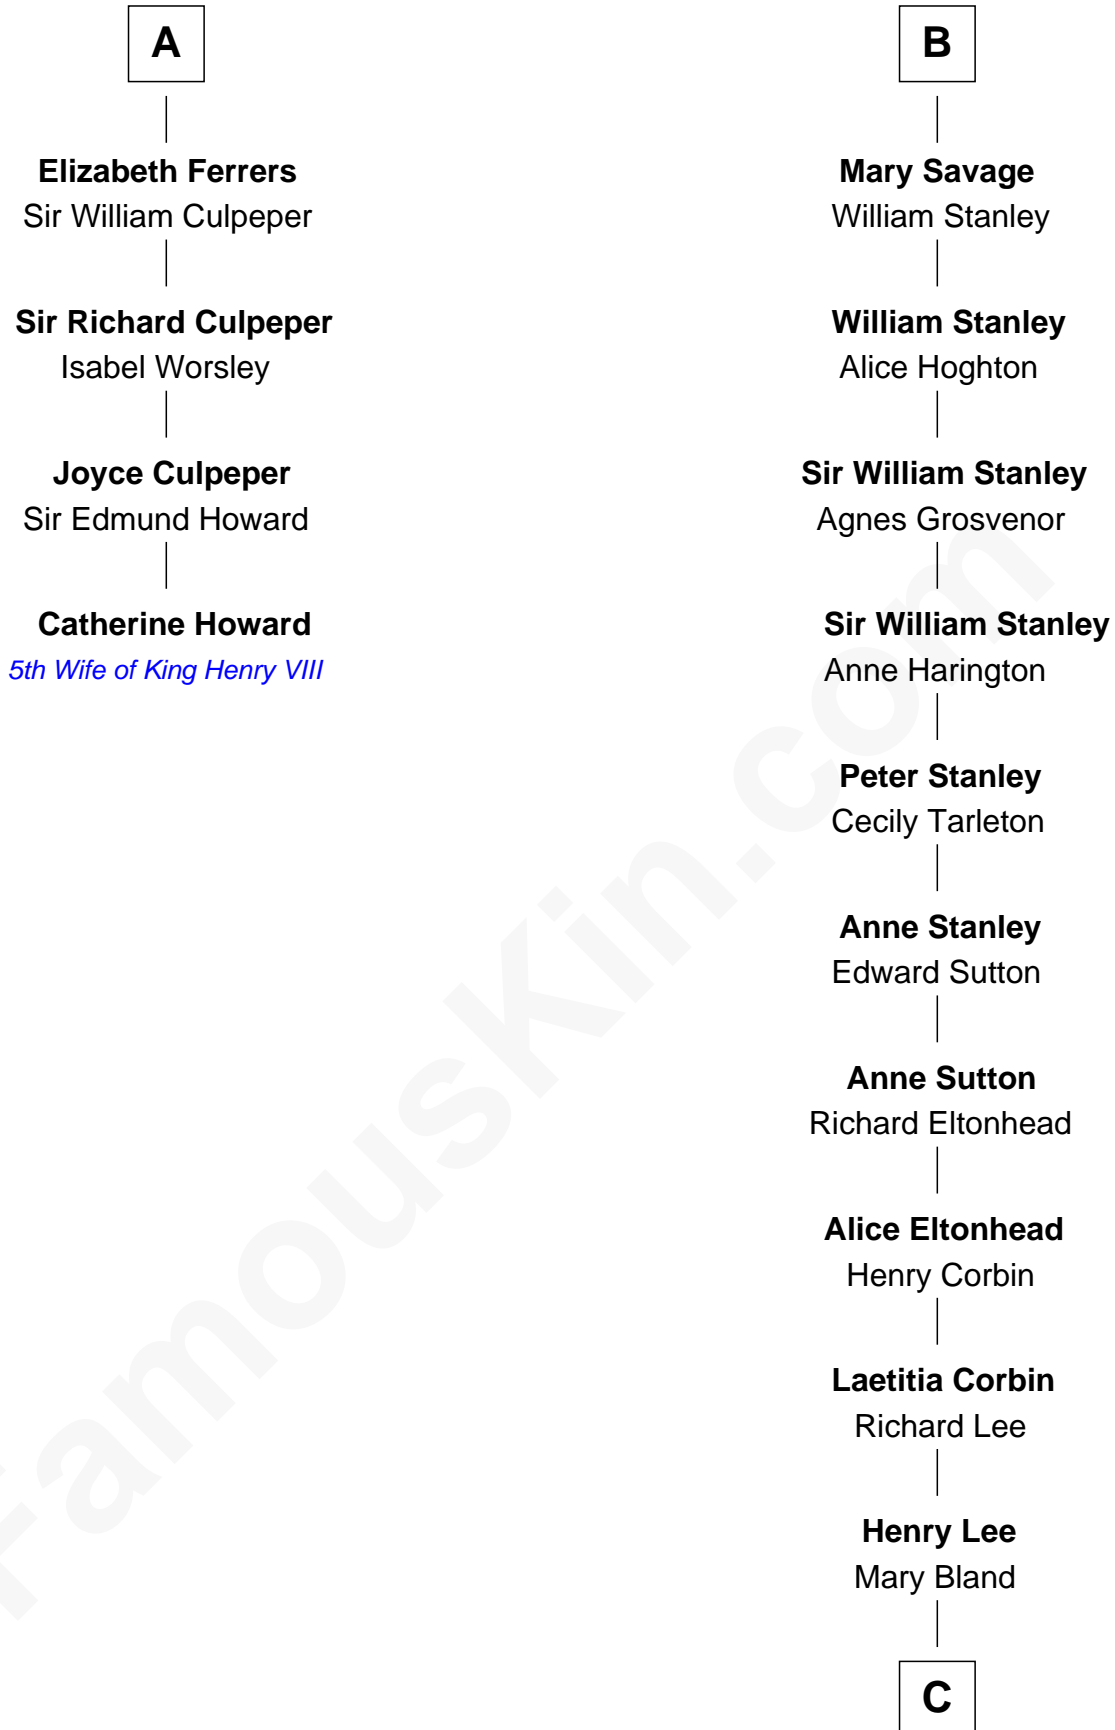 A
Elizabeth Ferrers
Sir William Culpeper
Sir Richard Culpeper
Isabel Worsley
Joyce Culpeper
Sir Edmund Howard
Catherine Howard
5th Wife of King Henry VIII
B
Mary Savage
William Stanley
William Stanley
Alice Hoghton
Sir William Stanley
Agnes Grosvenor
Sir William Stanley
Anne Harington
Peter Stanley
Cecily Tarleton
Anne Stanley
Edward Sutton
Anne Sutton
Richard Eltonhead
Alice Eltonhead
Henry Corbin
Laetitia Corbin
Richard Lee
Henry Lee
Mary Bland
C
FamousKin.com